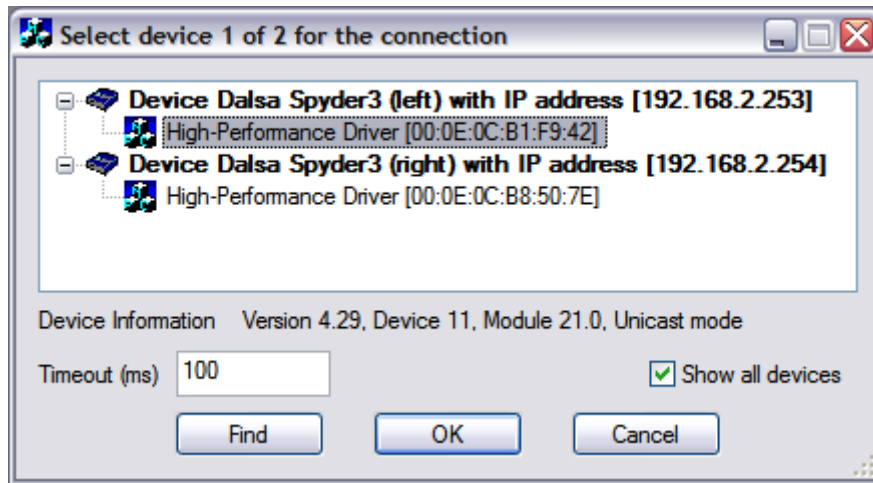 Select device 1 of 2 for the connection
Device Dalsa Spyder3 (left) with IP address [192.168.2.253]
High-Performance Driver [00:0E:0C:B1:F9:42]
Device Dalsa Spyder3 (right) with IP address [192.168.2.254]
High-Performance Driver [00:0E:0C:B8:50:7E]
Device Information Version 4.29, Device 11, Module 21.0, Unicast mode
Timeout (ms) 100 Show all devices
Find OK Cancel